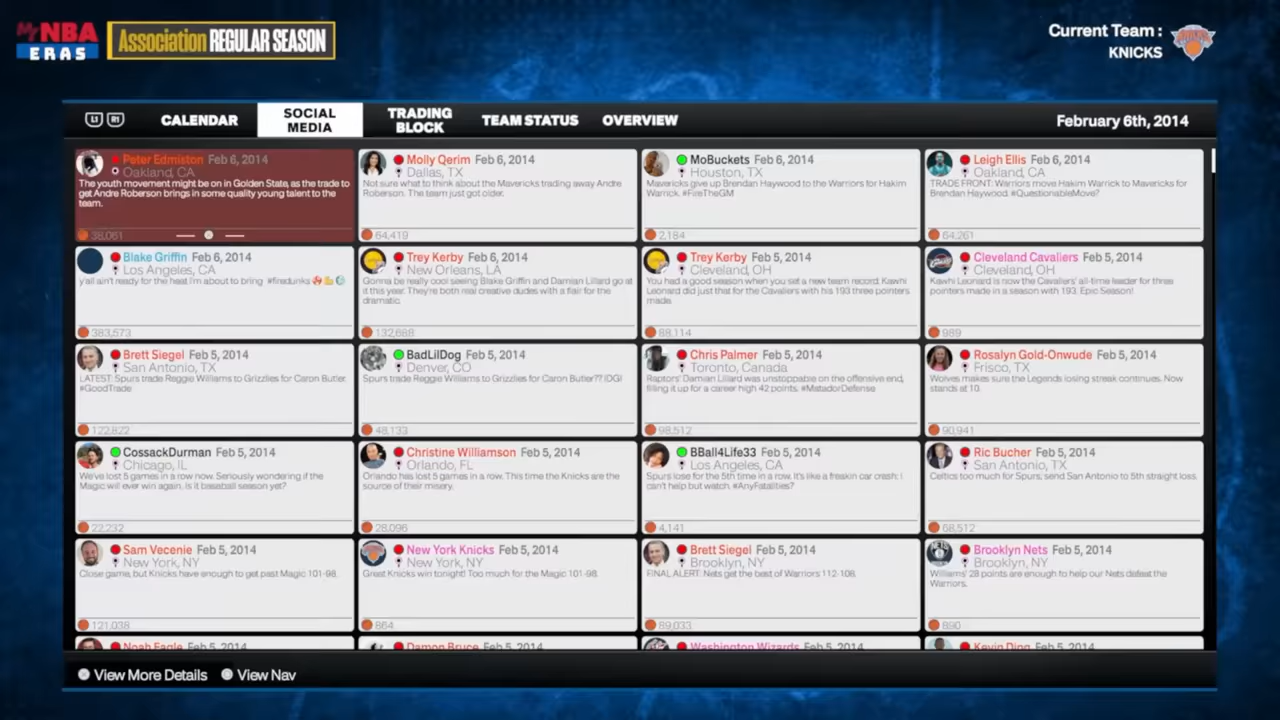 MyNBA
ERAS
Association REGULAR SEASON
Current Team :
KNICKS
L1 R1
CALENDAR
SOCIAL
MEDIA
TRADING
BLOCK
TEAM STATUS
OVERVIEW
February 6th, 2014
Peter Edmiston Feb 6, 2014
Oakland, CA
The youth movement might be on in Golden State, as the trade to
get Andre Roberson brings in some quality young talent to the
team.
38,061
Molly Qerim Feb 6, 2014
Dallas, TX
Not sure what to think about the Mavericks trading away Andre
Roberson. The team just got older.
64,419
MoBuckets Feb 6, 2014
Houston, TX
Mavericks give up Brendan Haywood to the Warriors for Hakim
Warrick. #FireTheGM
2,184
Leigh Ellis Feb 6, 2014
Oakland, CA
TRADE FRONT: Warriors move Hakim Warrick to Mavericks for
Brendan Haywood. #QuestionableMove?
64,261
Blake Griffin Feb 6, 2014
Los Angeles, CA
y'all ain't ready for the heat i'm about to bring #firedunks
383,573
Trey Kerby Feb 6, 2014
New Orleans, LA
Gonna be really cool seeing Blake Griffin and Damian Lillard go at
it this year. They're both real creative dudes with a flair for the
dramatic.
132,688
Trey Kerby Feb 5, 2014
Cleveland, OH
You had a good season when you set a new team record. Kawhi
Leonard did just that for the Cavaliers with his 193 three pointers
made.
88,114
Cleveland Cavaliers Feb 5, 2014
Cleveland, OH
Kawhi Leonard is now the Cavaliers' all-time leader for three
pointers made in a season with 193. Epic Season!
989
Brett Siegel Feb 5, 2014
San Antonio, TX
LATEST: Spurs trade Reggie Williams to Grizzlies for Caron Butler.
#GoodTrade
122,822
BadLilDog Feb 5, 2014
Denver, CO
Spurs trade Reggie Williams to Grizzlies for Caron Butler?? IDGI
48,133
Chris Palmer Feb 5, 2014
Toronto, Canada
Raptors' Damian Lillard was unstoppable on the offensive end,
filling it up for a career high 42 points. #MatadorDefense
98,512
Rosalyn Gold-Onwude Feb 5, 2014
Frisco, TX
Wolves makes sure the Legends losing streak continues. Now
stands at 10.
90,941
CossackDurman Feb 5, 2014
Chicago, IL
We've lost 5 games in a row now. Seriously wondering if the
Magic will ever win again. Is it baseball season yet?
22,232
Christine Williamson Feb 5, 2014
Orlando, FL
Orlando has lost 5 games in a row. This time the Knicks are the
source of their misery.
28,096
BBall4Life33 Feb 5, 2014
Los Angeles, CA
Spurs lose for the 5th time in a row. It's like a freakin car crash: I
can't help but watch. #AnyFatalities?
4,141
Ric Bucher Feb 5, 2014
San Antonio, TX
Celtics too much for Spurs; send San Antonio to 5th straight loss.
68,512
Sam Vecenie Feb 5, 2014
New York, NY
Close game, but Knicks have enough to get past Magic 101-98.
121,038
New York Knicks Feb 5, 2014
New York, NY
Great Knicks win tonight! Too much for the Magic 101-98.
864
Brett Siegel Feb 5, 2014
Brooklyn, NY
FINAL ALERT: Nets get the best of Warriors 112-108.
89,033
Brooklyn Nets Feb 5, 2014
Brooklyn, NY
Williams' 28 points are enough to help our Nets defeat the
Warriors.
890
Noah Eagle Feb 5, 2014
Damon Bruce Feb 5, 2014
Washington Wizards Feb 5, 2014
Kevin Ding Feb 5, 2014
View More Details
View Nav